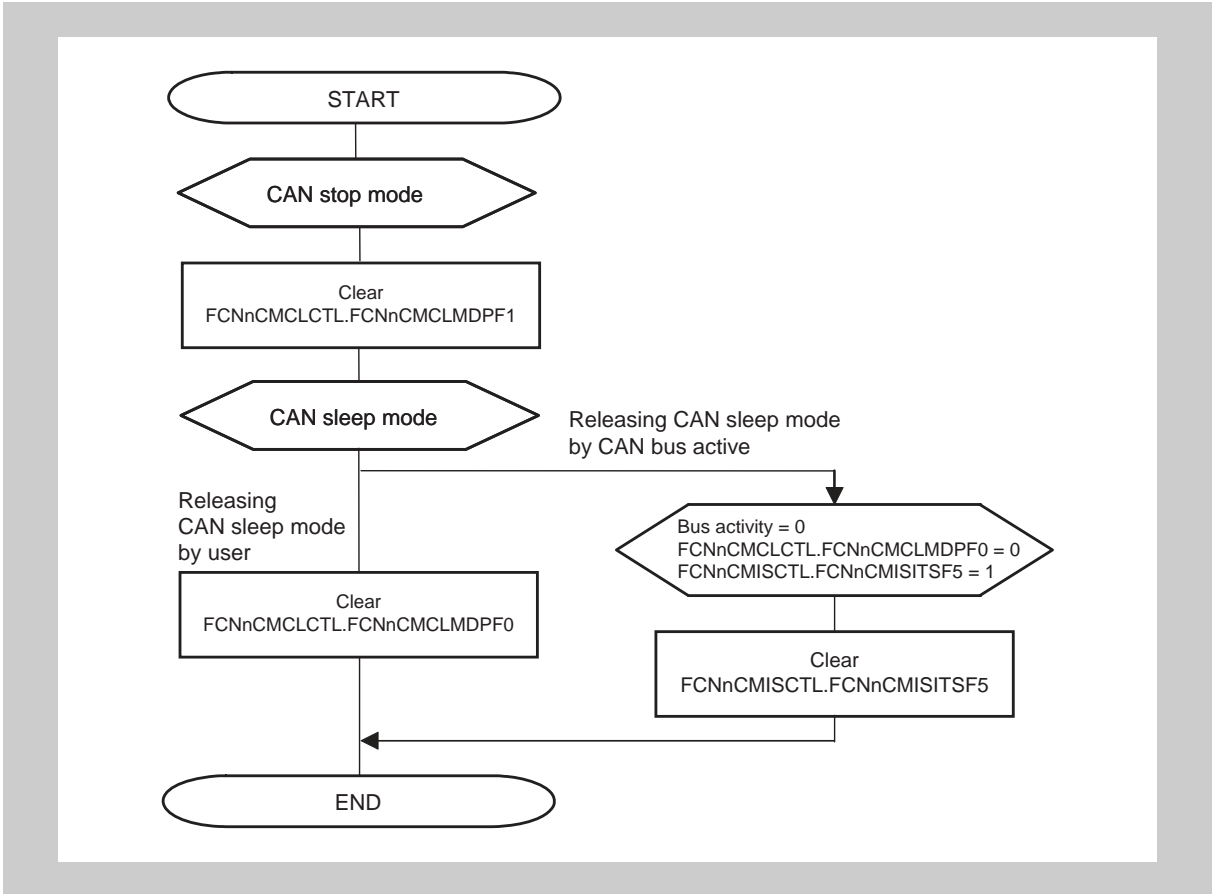 START
CAN stop mode
Clear
FCNnCMCLCTL.FCNnCMCLMDPF1
CAN sleep mode
Releasing CAN sleep mode
by CAN bus active
Releasing
CAN sleep mode
by user
Bus activity = 0
FCNnCMCLCTL.FCNnCMCLMDPF0 = 0
FCNnCMISCTL.FCNnCMISITSF5 = 1
Clear
FCNnCMCLCTL.FCNnCMCLMDPF0
Clear
FCNnCMISCTL.FCNnCMISITSF5
END